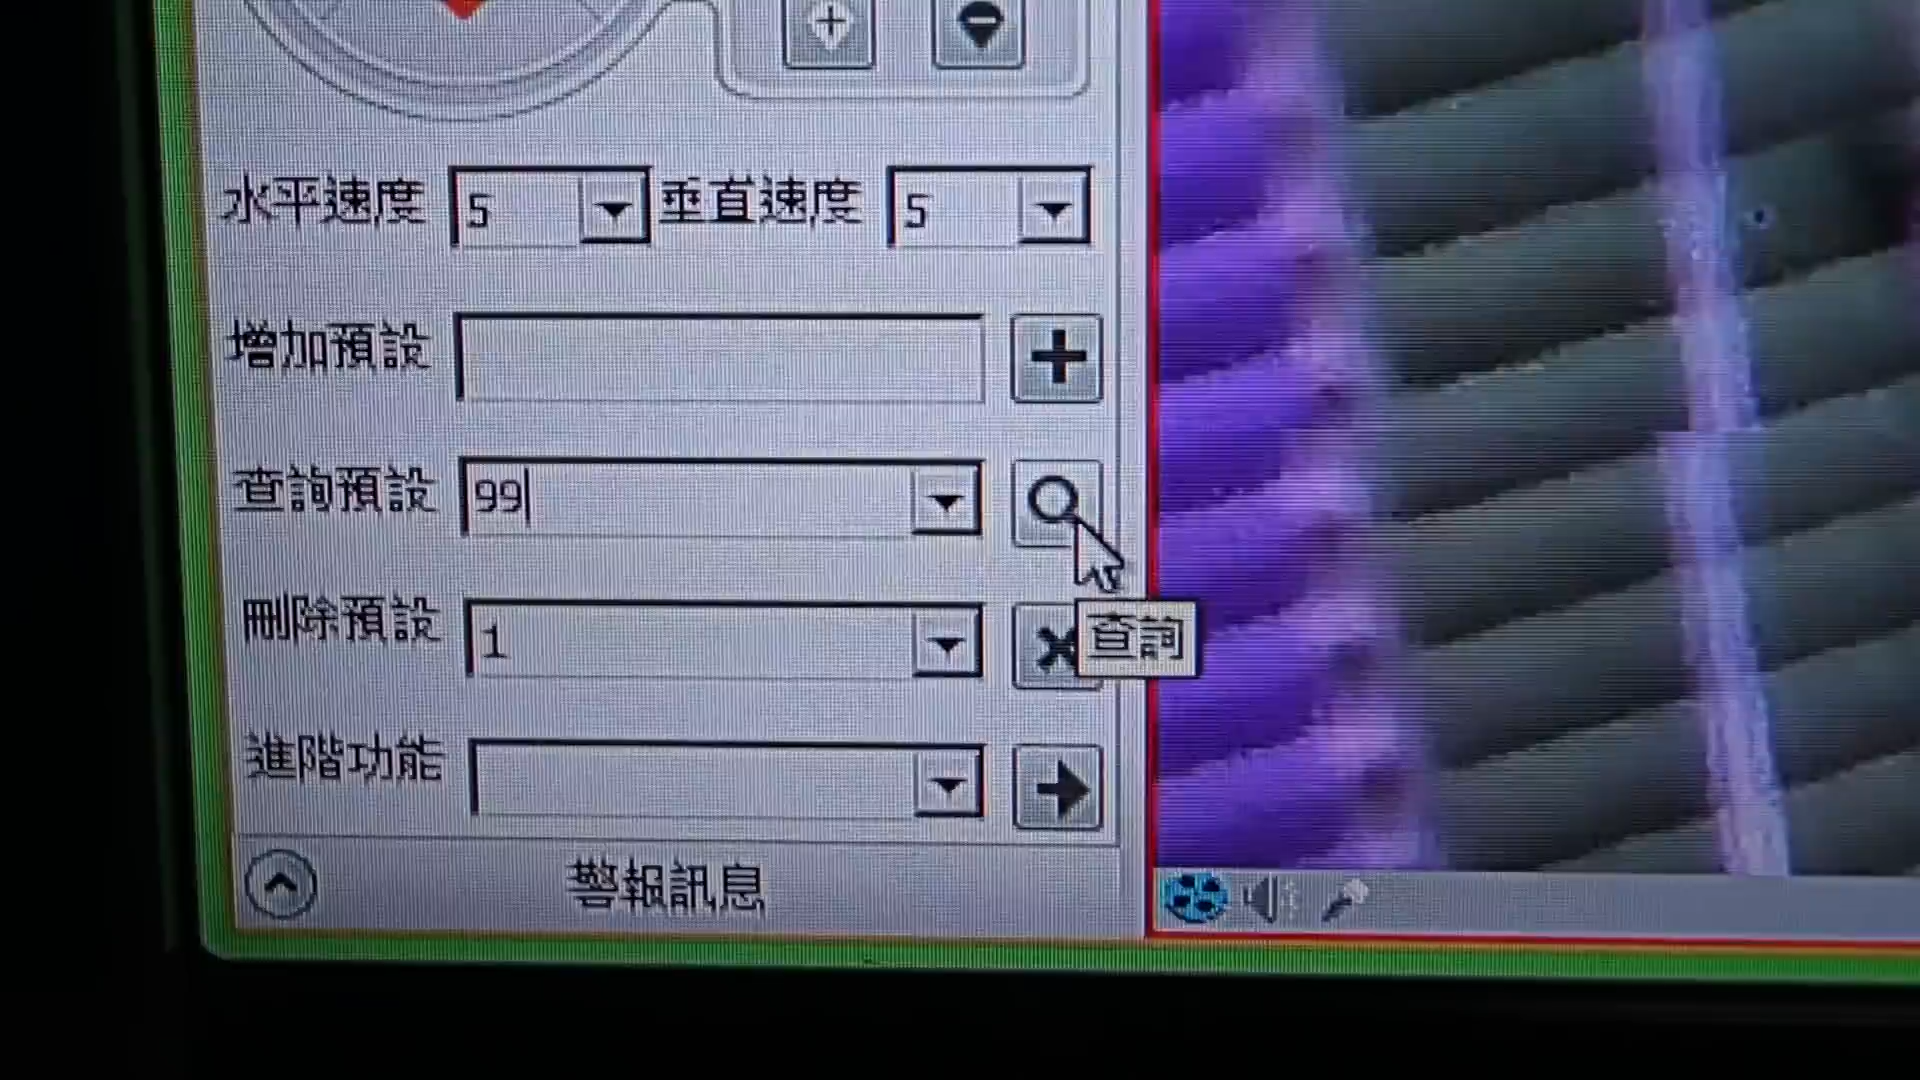 水平速度 5 垂直速度 5
增加預設
查詢預設 99
刪除預設 1
查詢
進階功能
警報訊息